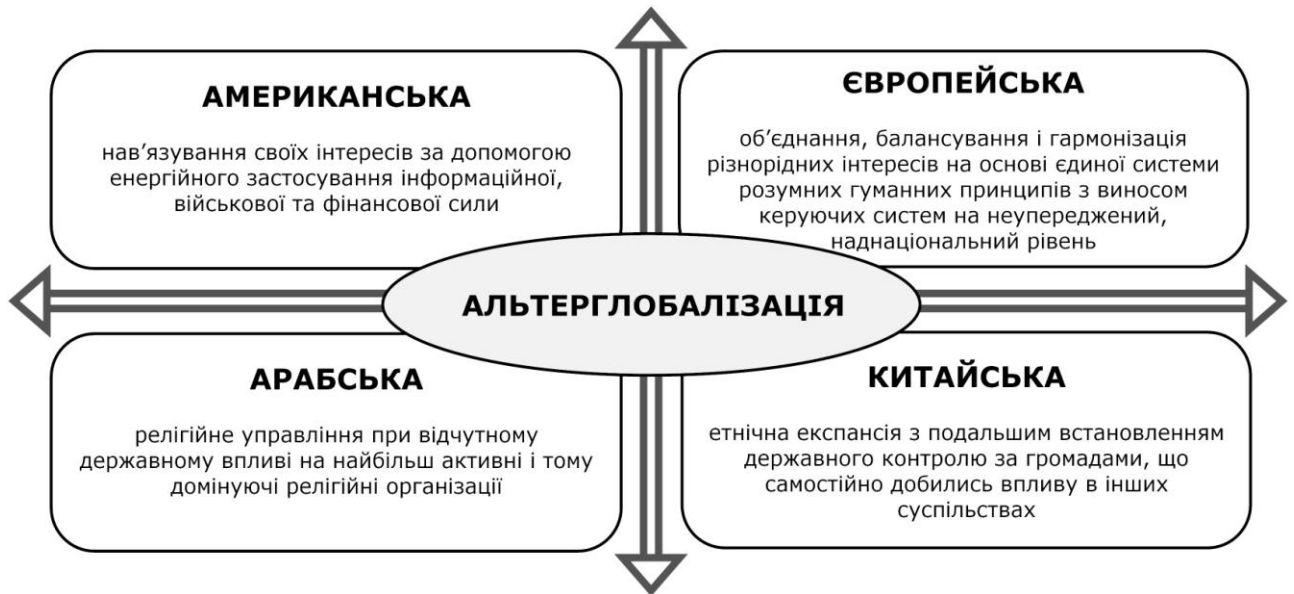 АМЕРИКАНСЬКА
нав’язування своїх інтересів за допомогою
енергійного застосування інформаційної,
військової та фінансової сили
ЄВРОПЕЙСЬКА
об’єднання, балансування і гармонізація
різнорідних інтересів на основі єдиної системи
розумних гуманних принципів з виносом
керуючих систем на неупереджений,
наднаціональний рівень
АЛЬТЕРГЛОБАЛІЗАЦІЯ
АРАБСЬКА
релігійне управління при відчутному
державному впливі на найбільш активні і тому
домінуючі релігійні організації
КИТАЙСЬКА
етнічна експансія з подальшим встановленням
державного контролю за громадами, що
самостійно добились впливу в інших
суспільствах